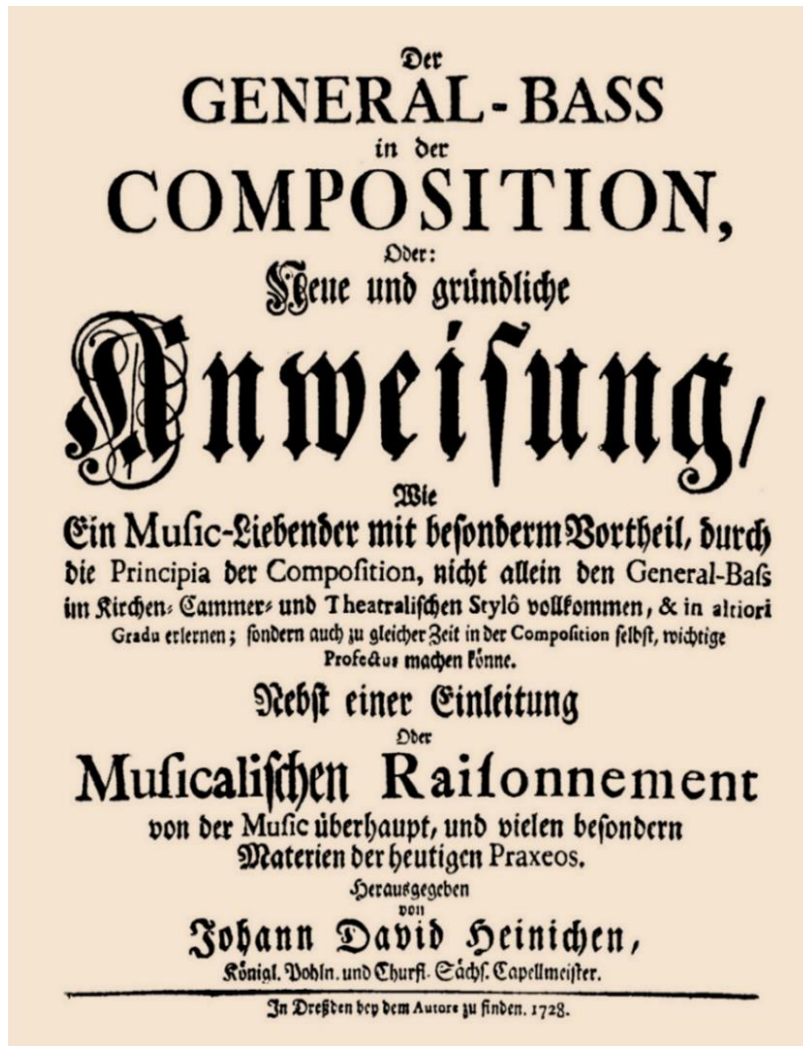 Der
GENERAL-BASS
in der
COMPOSITION,
Oder:
Neue und gründliche
Anweiſung/
Wie
Ein Muſic-Liebender mit beſonderm Vortheil, durch
die Principia der Compoſition, nicht allein den General-Baſs
im Kirchen- Cammer- und Theatraliſchen Stylô vollkommen, & in altiori
Gradu erlernen; ſondern auch zu gleicher Zeit in der Compoſition ſelbſt, wichtige
Profectus machen könne.
Nebſt einer Einleitung
Oder
Muſicaliſchen Raiſonnement
von der Muſic überhaupt, und vielen beſondern
Materien der heutigen Praxeos.
Herausgegeben
von
Johann David Heinichen,
Königl. Pohln. und Churfl. Sächſ. Capellmeiſter.
In Dreßden bey dem Autore zu finden. 1728.